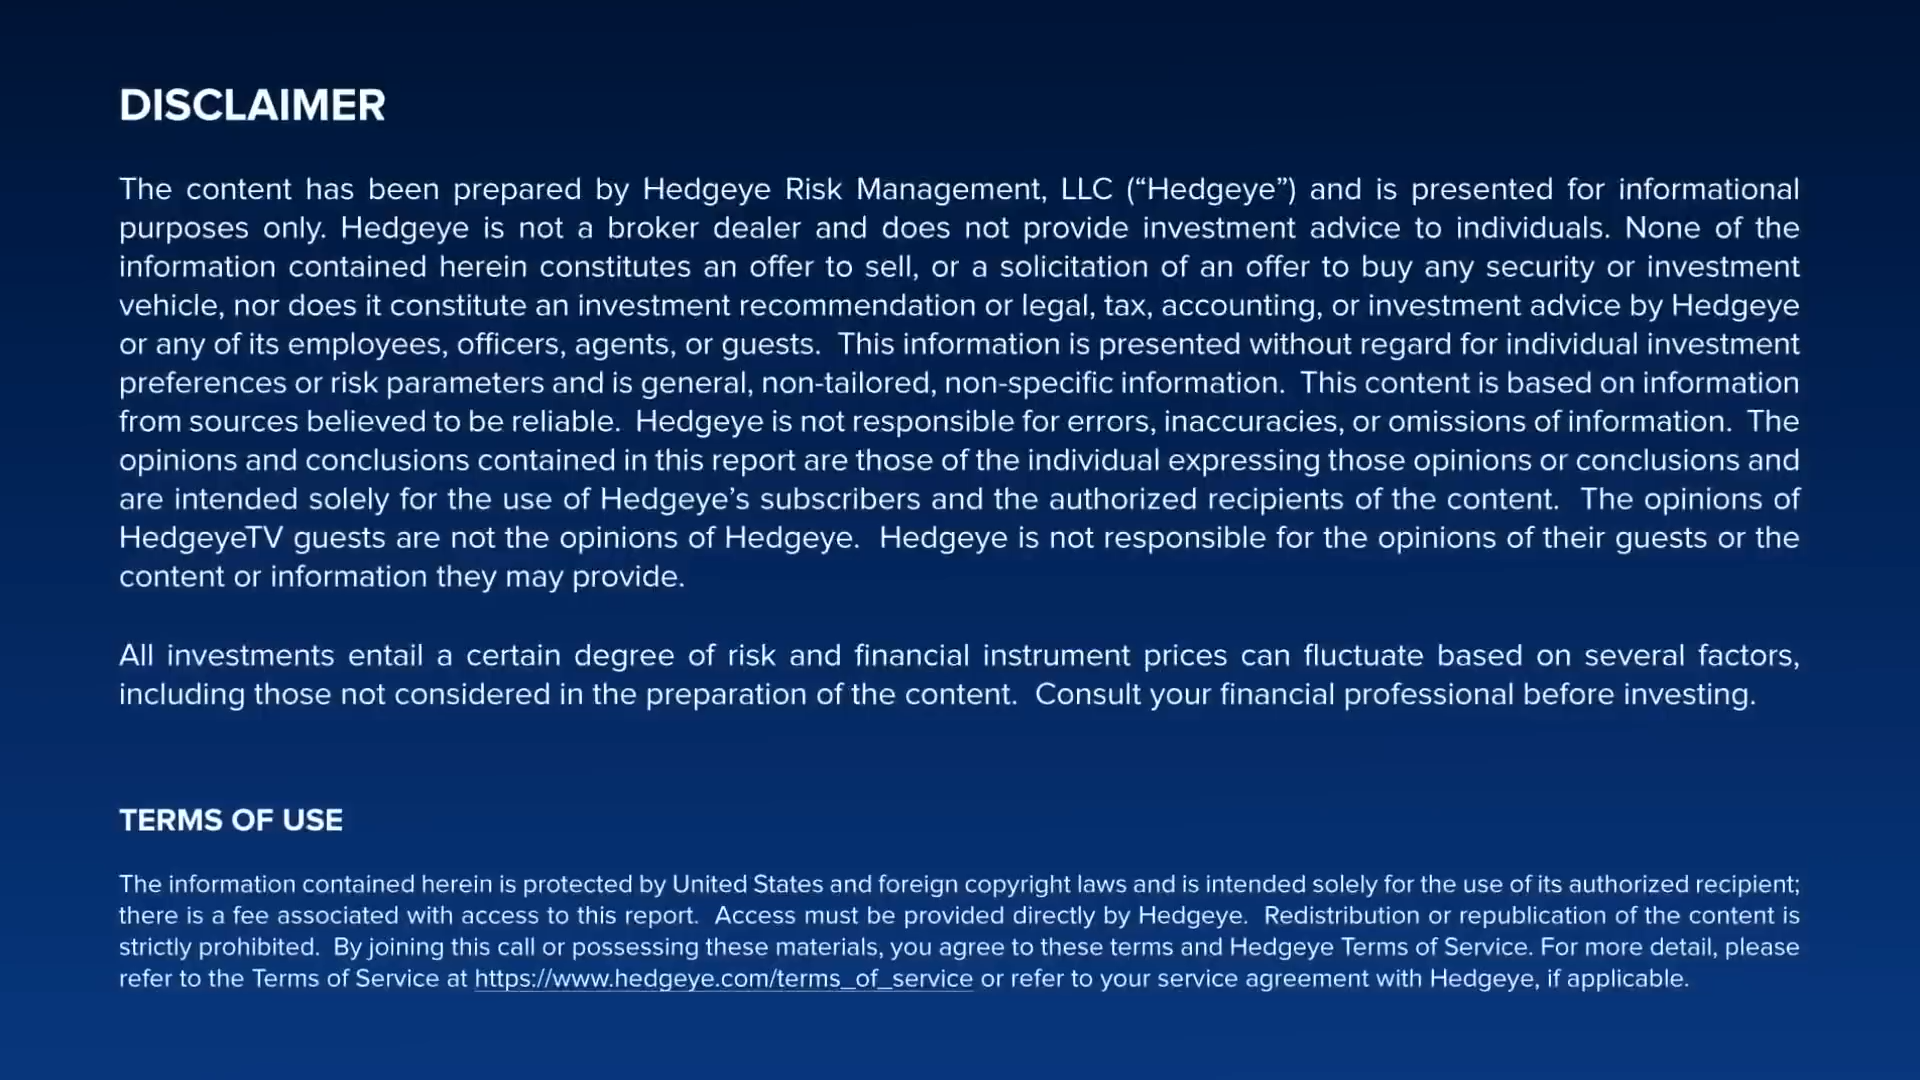 DISCLAIMER
The content has been prepared by Hedgeye Risk Management, LLC (“Hedgeye”) and is presented for informational
purposes only. Hedgeye is not a broker dealer and does not provide investment advice to individuals. None of the
information contained herein constitutes an offer to sell, or a solicitation of an offer to buy any security or investment
vehicle, nor does it constitute an investment recommendation or legal, tax, accounting, or investment advice by Hedgeye
or any of its employees, officers, agents, or guests.  This information is presented without regard for individual investment
preferences or risk parameters and is general, non-tailored, non-specific information.  This content is based on information
from sources believed to be reliable.  Hedgeye is not responsible for errors, inaccuracies, or omissions of information.  The
opinions and conclusions contained in this report are those of the individual expressing those opinions or conclusions and
are intended solely for the use of Hedgeye’s subscribers and the authorized recipients of the content.  The opinions of
HedgeyeTV guests are not the opinions of Hedgeye.  Hedgeye is not responsible for the opinions of their guests or the
content or information they may provide.
All investments entail a certain degree of risk and financial instrument prices can fluctuate based on several factors,
including those not considered in the preparation of the content.  Consult your financial professional before investing.
TERMS OF USE
The information contained herein is protected by United States and foreign copyright laws and is intended solely for the use of its authorized recipient;
there is a fee associated with access to this report.  Access must be provided directly by Hedgeye.  Redistribution or republication of the content is
strictly prohibited.  By joining this call or possessing these materials, you agree to these terms and Hedgeye Terms of Service. For more detail, please
refer to the Terms of Service at https://www.hedgeye.com/terms_of_service or refer to your service agreement with Hedgeye, if applicable.